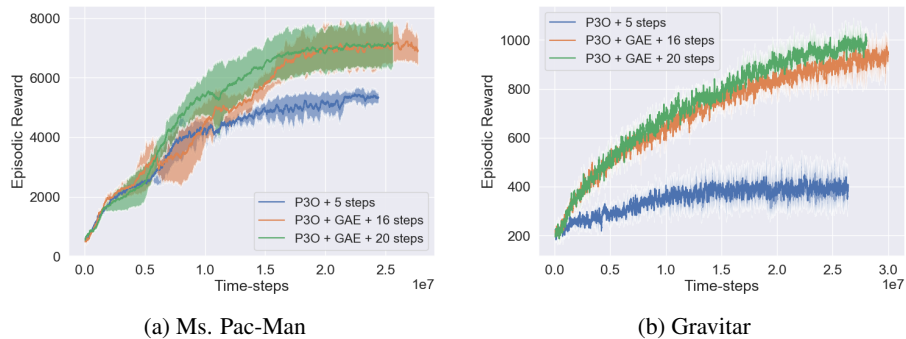 8000
6000
4000
2000
0
Episodic Reward
P3O + 5 steps
P3O + GAE + 16 steps
P3O + GAE + 20 steps
0.0 0.5 1.0 1.5 2.0 2.5
Time-steps
1e7
(a) Ms. Pac-Man
1000
800
600
400
200
Episodic Reward
P3O + 5 steps
P3O + GAE + 16 steps
P3O + GAE + 20 steps
0.0 0.5 1.0 1.5 2.0 2.5 3.0
Time-steps
1e7
(b) Gravitar